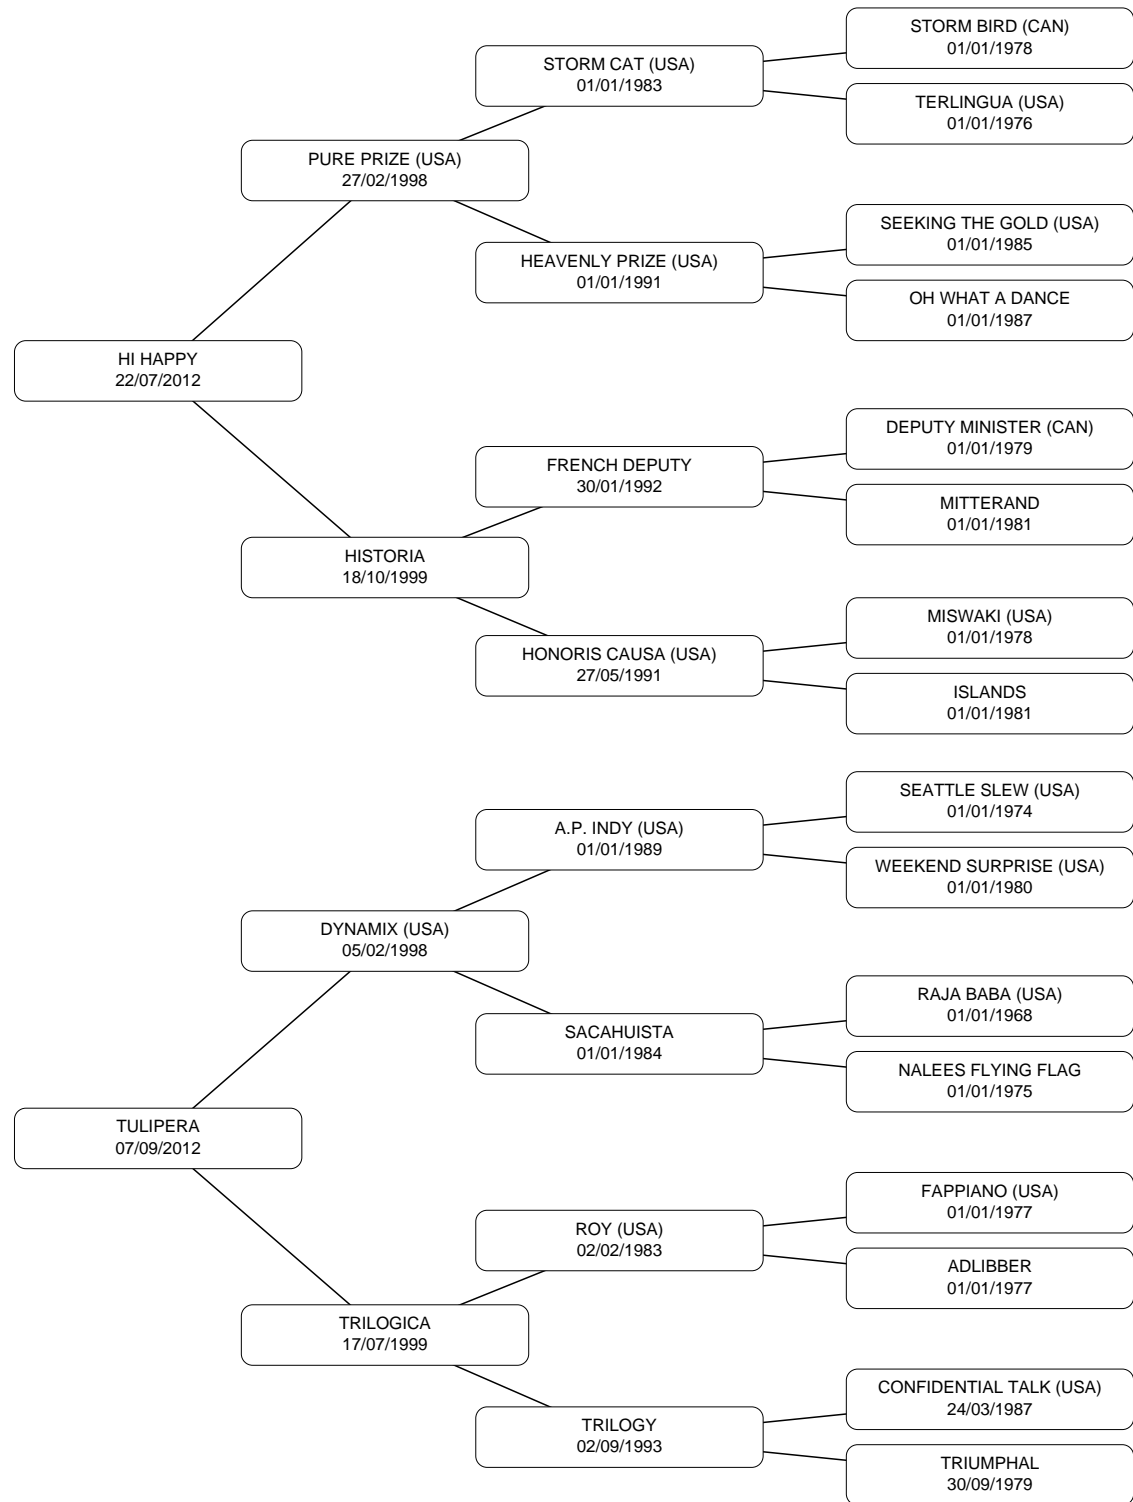 STORM BIRD (CAN)
01/01/1978
STORM CAT (USA)
01/01/1983
TERLINGUA (USA)
01/01/1976
PURE PRIZE (USA)
27/02/1998
SEEKING THE GOLD (USA)
01/01/1985
HEAVENLY PRIZE (USA)
01/01/1991
OH WHAT A DANCE
01/01/1987
HI HAPPY
22/07/2012
DEPUTY MINISTER (CAN)
01/01/1979
FRENCH DEPUTY
30/01/1992
MITTERAND
01/01/1981
HISTORIA
18/10/1999
MISWAKI (USA)
01/01/1978
HONORIS CAUSA (USA)
27/05/1991
ISLANDS
01/01/1981
SEATTLE SLEW (USA)
01/01/1974
A.P. INDY (USA)
01/01/1989
WEEKEND SURPRISE (USA)
01/01/1980
DYNAMIX (USA)
05/02/1998
RAJA BABA (USA)
01/01/1968
SACAHUISTA
01/01/1984
NALEES FLYING FLAG
01/01/1975
TULIPERA
07/09/2012
FAPPIANO (USA)
01/01/1977
ROY (USA)
02/02/1983
ADLIBBER
01/01/1977
TRILOGICA
17/07/1999
CONFIDENTIAL TALK (USA)
24/03/1987
TRILOGY
02/09/1993
TRIUMPHAL
30/09/1979